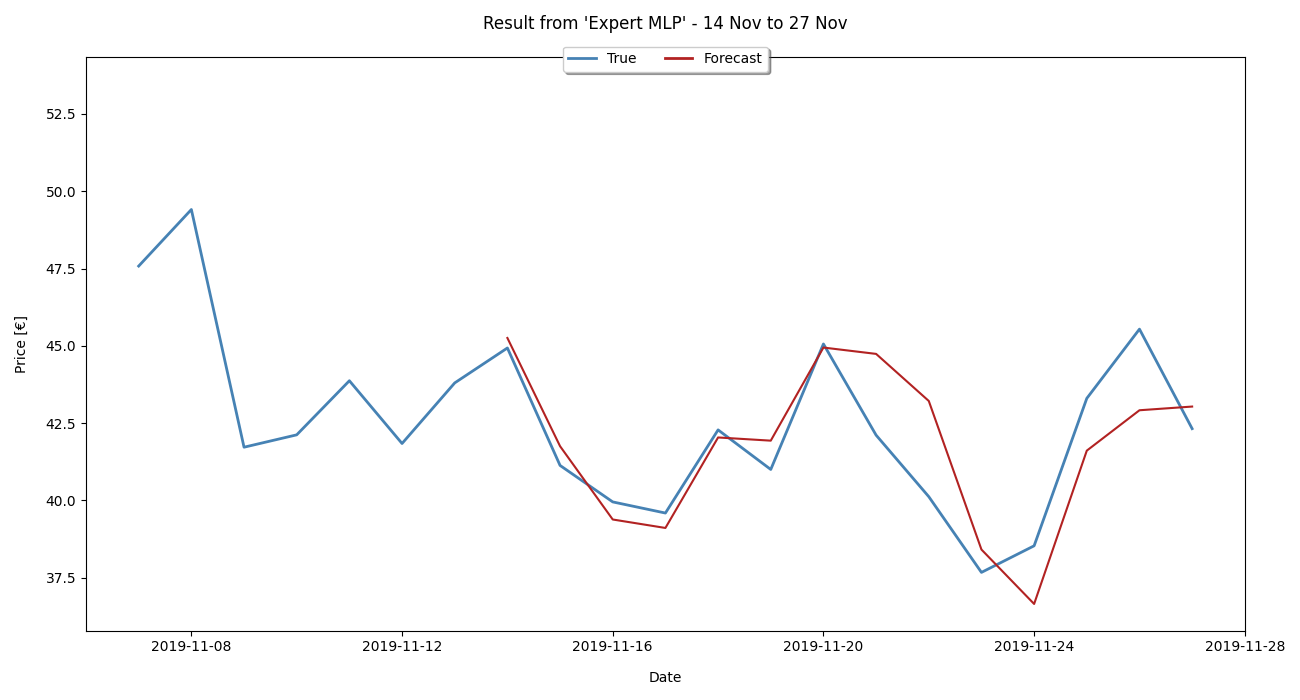 Result from 'Expert MLP' - 14 Nov to 27 Nov
True Forecast
52.5
50.0
47.5
45.0
42.5
40.0
37.5
Price [€]
2019-11-08 2019-11-12 2019-11-16 2019-11-20 2019-11-24 2019-11-28
Date